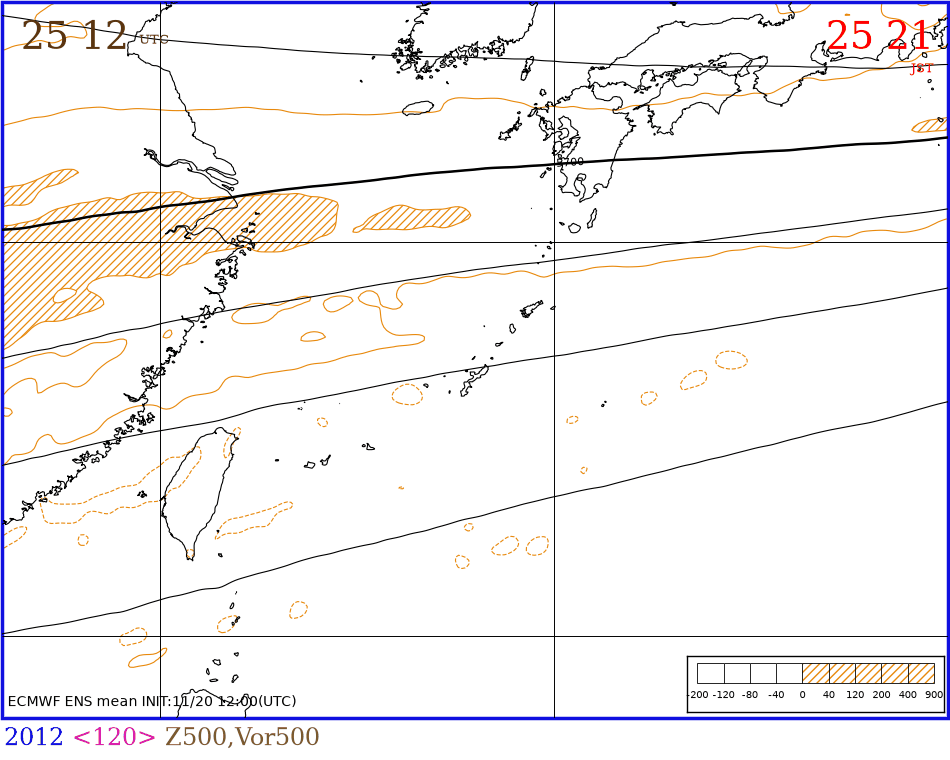 25 12 UTC
25 21
JST
5700
-200 -120 -80 -40 0 40 120 200 400 900
ECMWF ENS mean INIT:11/20 12:00(UTC)
2012 <120> Z500,Vor500